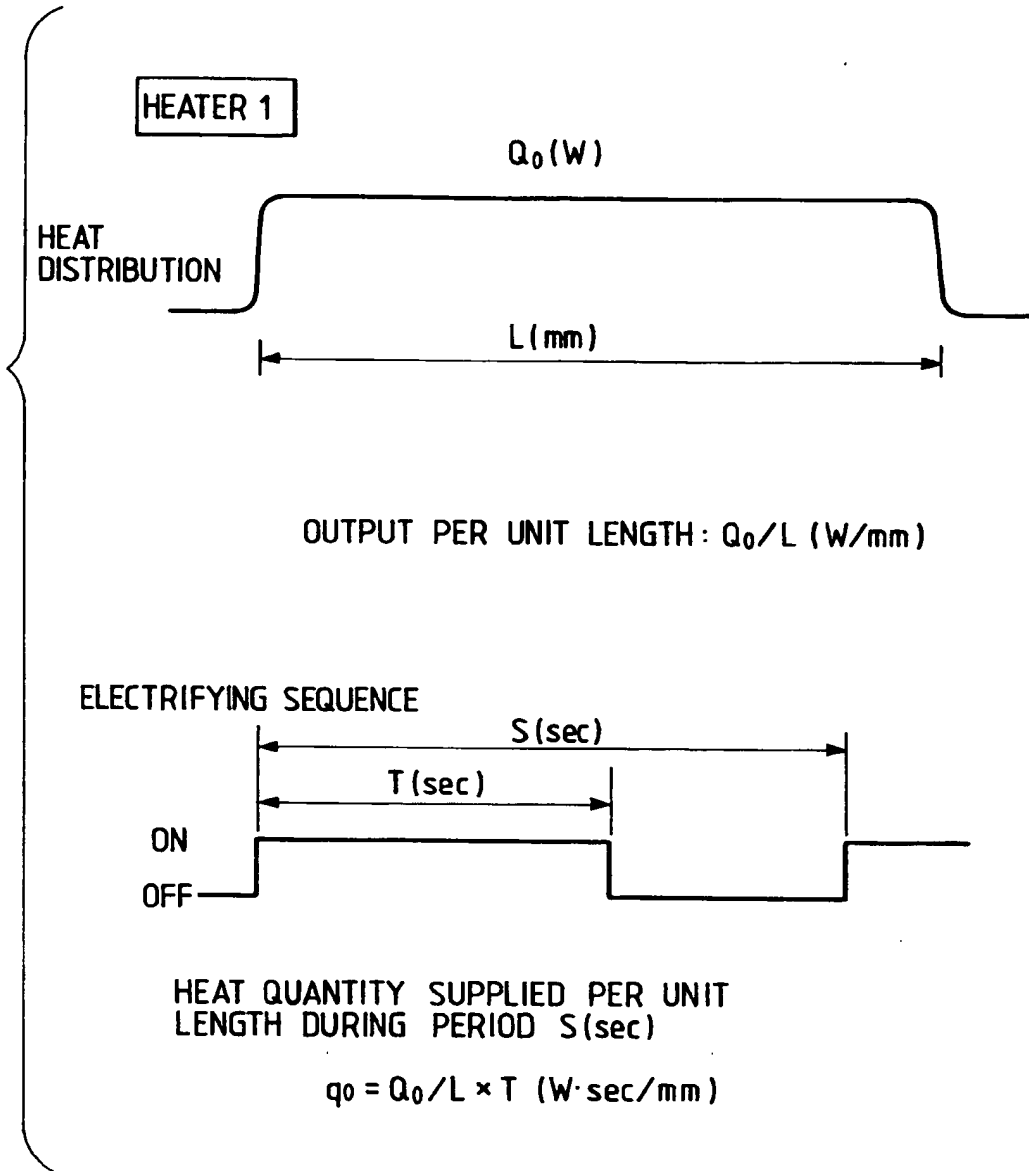 HEATER 1
Q₀(W)
HEAT
DISTRIBUTION
L(mm)
OUTPUT PER UNIT LENGTH: Q₀/L (W/mm)
ELECTRIFYING SEQUENCE
S(sec)
T(sec)
ON
OFF
HEAT QUANTITY SUPPLIED PER UNIT
LENGTH DURING PERIOD S(sec)
q₀ = Q₀/L × T (W·sec/mm)